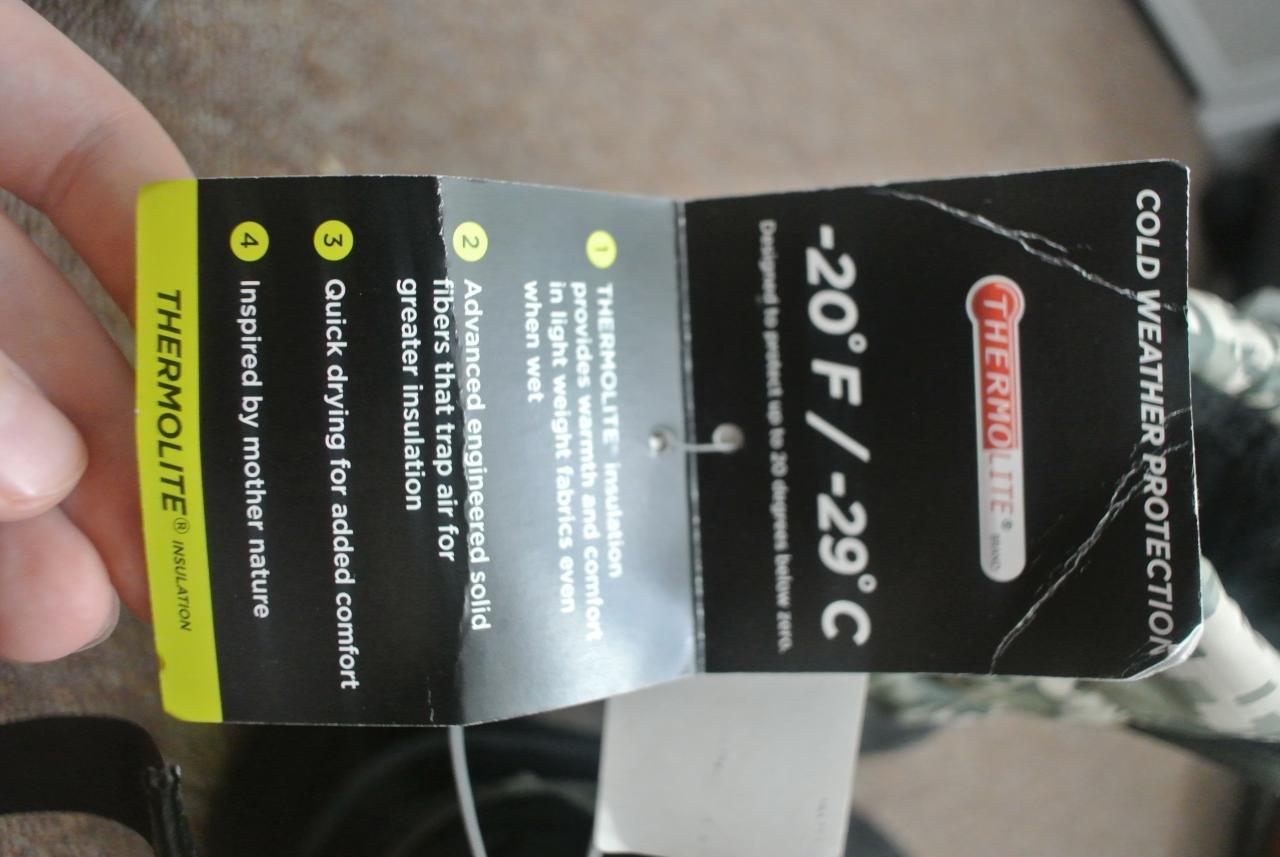 COLD WEATHER PROTECTION
THERMOLITE®
BRAND
-20° F / -29° C
Designed to protect up to 20 degrees below zero.
1 THERMOLITE® insulation
provides warmth and comfort
in light weight fabrics even
when wet
2 Advanced engineered solid
fibers that trap air for
greater insulation
3 Quick drying for added comfort
4 Inspired by mother nature
THERMOLITE® INSULATION